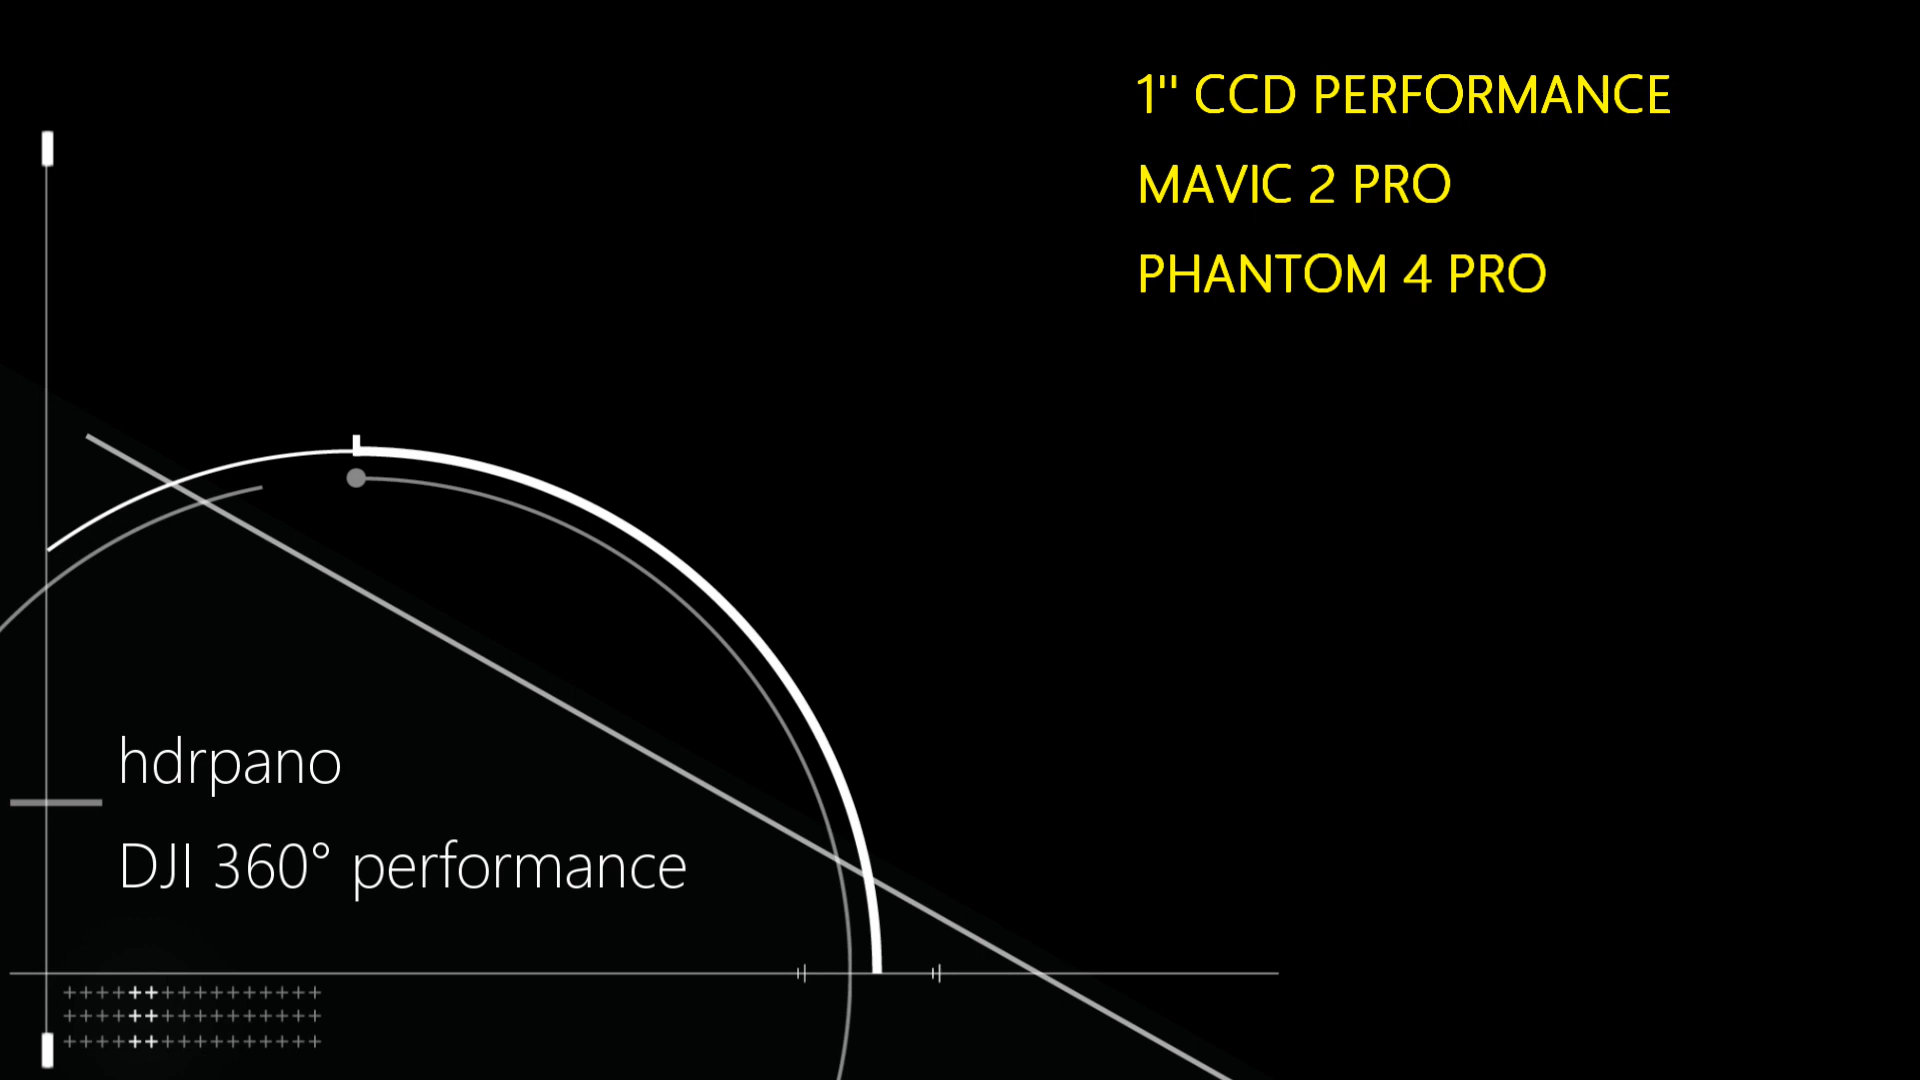 1" CCD PERFORMANCE
MAVIC 2 PRO
PHANTOM 4 PRO
hdrpano
DJI 360° performance